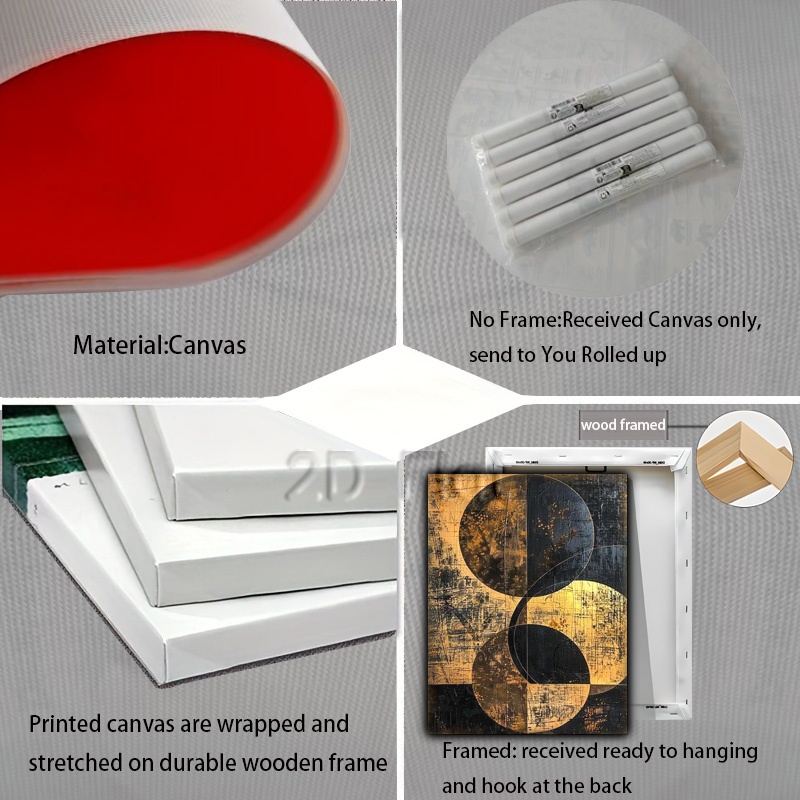 Material:Canvas
No Frame:Received Canvas only,
send to You Rolled up
2D
wood framed
Printed canvas are wrapped and
stretched on durable wooden frame
Framed: received ready to hanging
and hook at the back